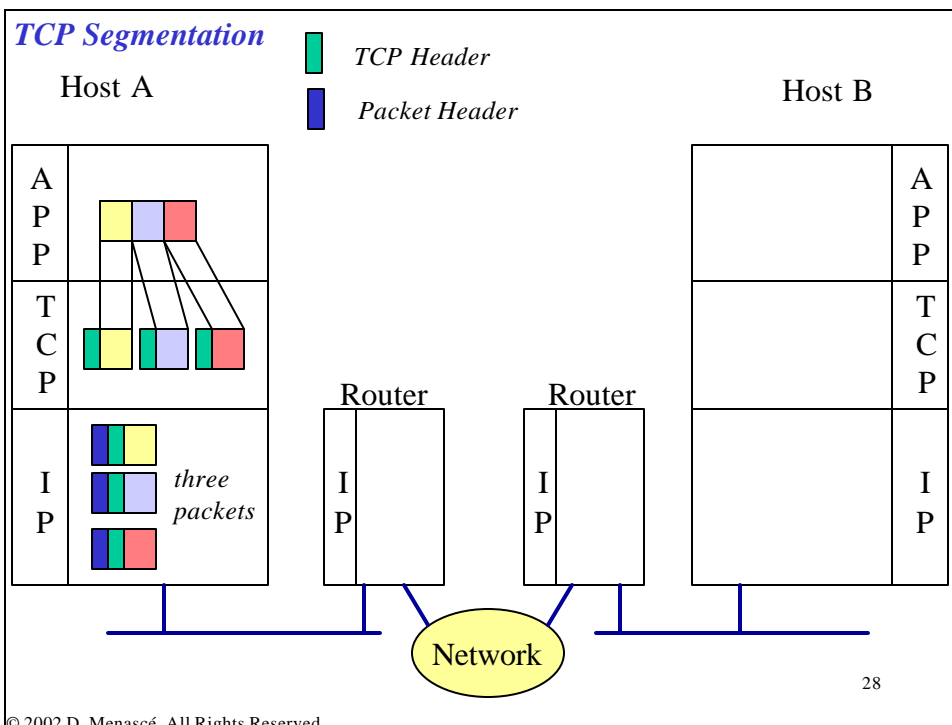 TCP Segmentation
TCP Header
Packet Header
Host A
Host B
A
P
P
T
C
P
I
P
three
packets
Router
I
P
Router
I
P
A
P
P
T
C
P
I
P
Network
28
© 2002 D. Menascé. All Rights Reserved.